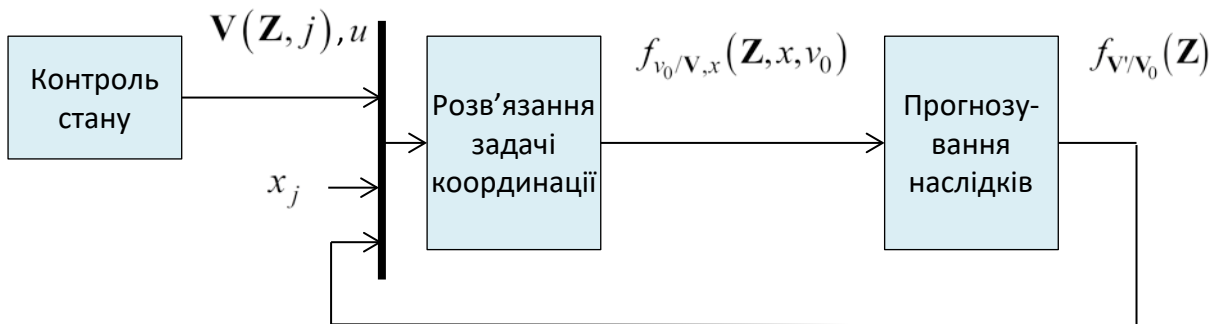 Контроль
стану
V(Z, j), u
x_j
Розв’язання
задачі
координації
f_{v_0/V,x}(Z, x, v_0)
Прогнозу-
вання
наслідків
f_{V'/V_0}(Z)